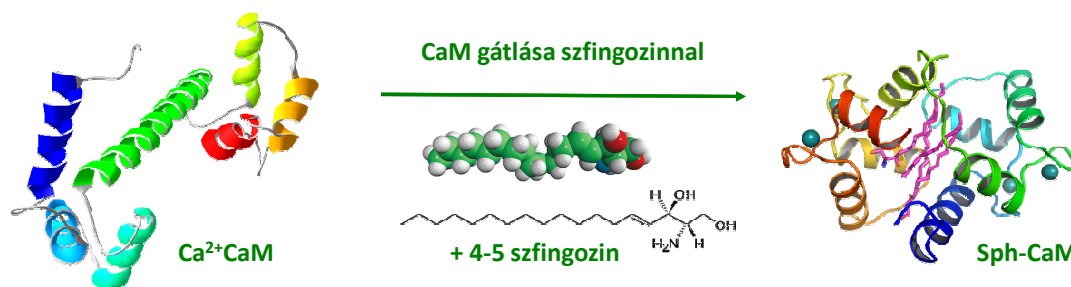 CaM gátlása szfingozinnal
H
OH
OH
H₂N
H
Ca²⁺CaM
+ 4-5 szfingozin
Sph-CaM